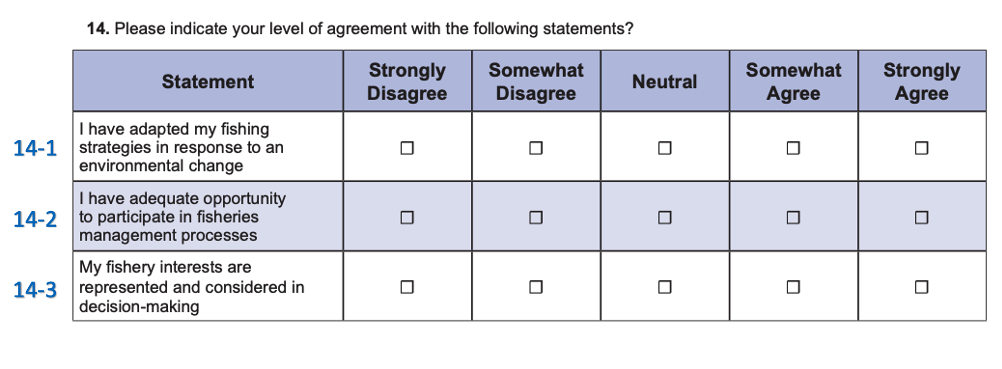 14. Please indicate your level of agreement with the following statements?
Statement
Strongly
Disagree
Somewhat
Disagree
Neutral
Somewhat
Agree
Strongly
Agree
14-1
I have adapted my fishing
strategies in response to an
environmental change
14-2
I have adequate opportunity
to participate in fisheries
management processes
14-3
My fishery interests are
represented and considered in
decision-making